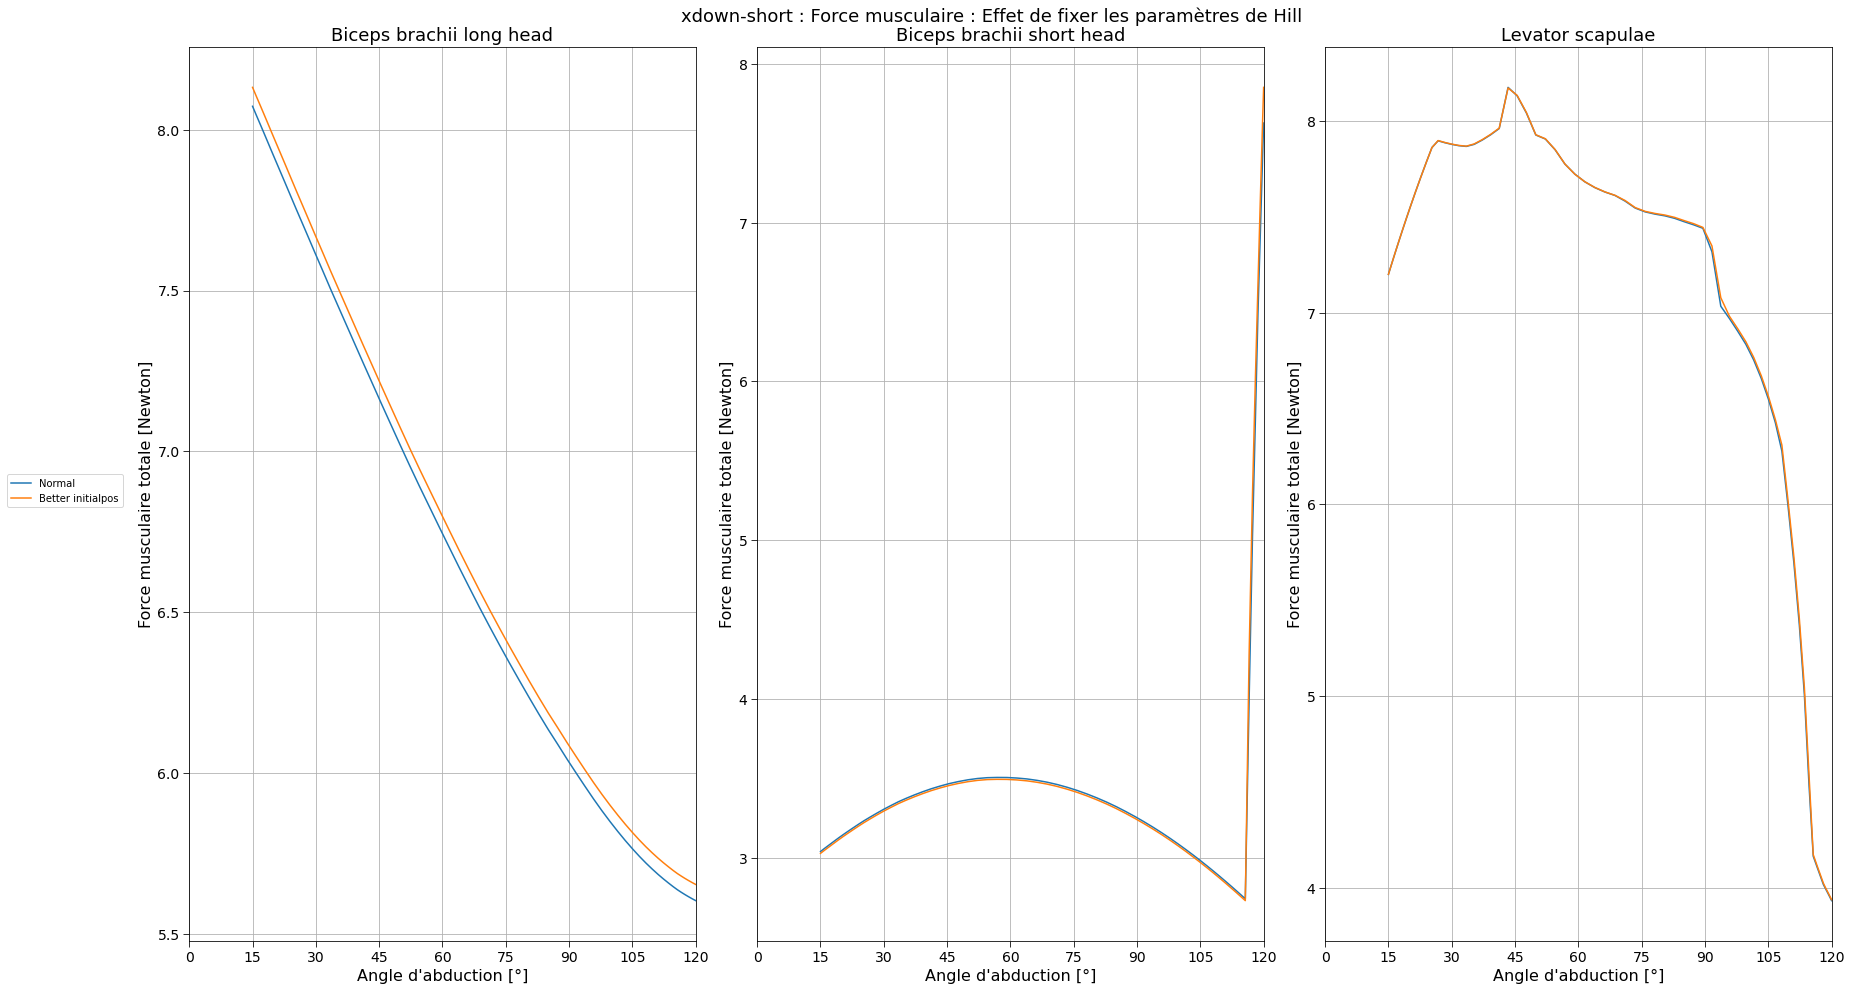 xdown-short : Force musculaire : Effet de fixer les paramètres de Hill
Biceps brachii long head
Biceps brachii short head
Levator scapulae
Normal
Better initialpos
Force musculaire totale [Newton]
8.0
7.5
7.0
6.5
6.0
5.5
0 15 30 45 60 75 90 105 120
Angle d'abduction [°]
Force musculaire totale [Newton]
8
7
6
5
4
3
0 15 30 45 60 75 90 105 120
Angle d'abduction [°]
Force musculaire totale [Newton]
8
7
6
5
4
0 15 30 45 60 75 90 105 120
Angle d'abduction [°]